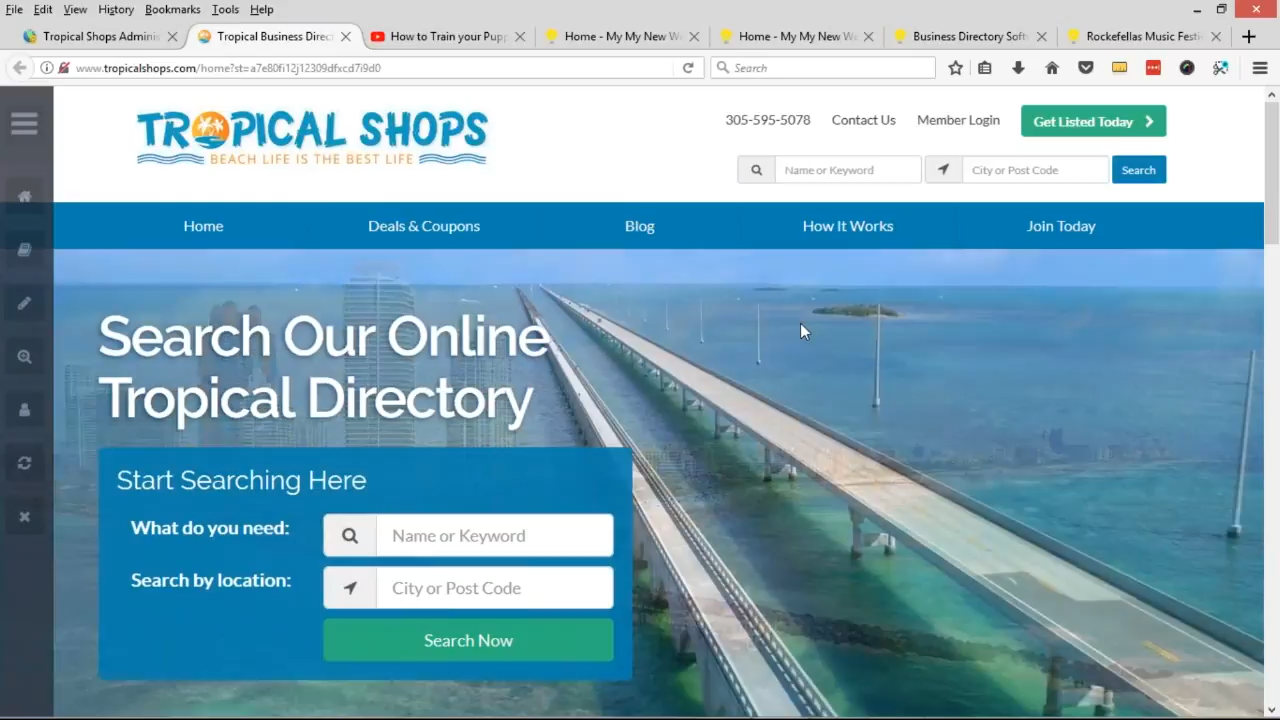 File Edit View History Bookmarks Tools Help
Tropical Shops Adminis
Tropical Business Direc
How to Train your Pupp
Home - My My New W
Home - My My New W
Business Directory Soft
Rockefellas Music Festi
www.tropicalshops.com/home?st=a7e80fi12j12309dfxcd7i9d0
Search
TROPICAL SHOPS
BEACH LIFE IS THE BEST LIFE
305-595-5078 Contact Us Member Login Get Listed Today
Name or Keyword City or Post Code Search
Home Deals & Coupons Blog How It Works Join Today
Search Our Online
Tropical Directory
Start Searching Here
What do you need: Name or Keyword
Search by location: City or Post Code
Search Now